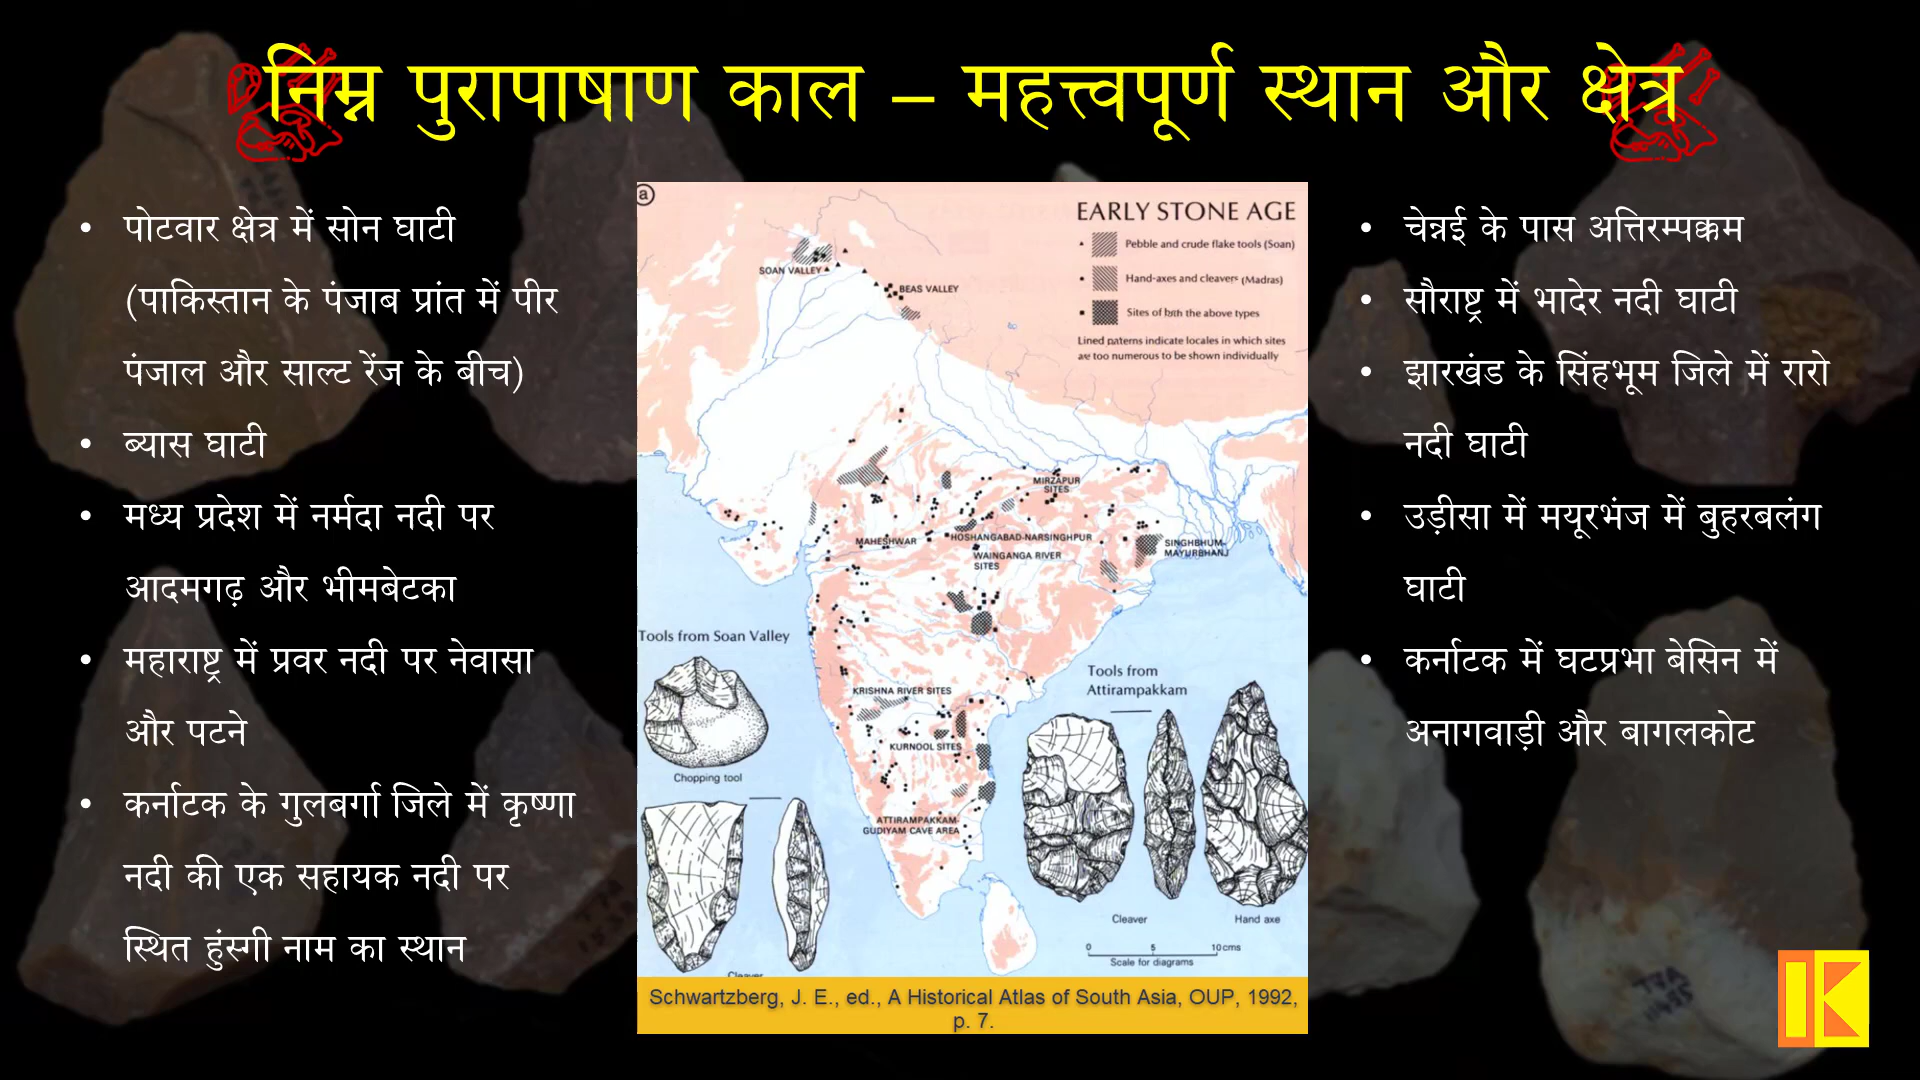 निम्न पुरापाषाण काल – महत्त्वपूर्ण स्थान और क्षेत्र
• पोटवार क्षेत्र में सोन घाटी
(पाकिस्तान के पंजाब प्रांत में पीर
पंजाल और साल्ट रेंज के बीच)
• ब्यास घाटी
• मध्य प्रदेश में नर्मदा नदी पर
आदमगढ़ और भीमबेटका
• महाराष्ट्र में प्रवर नदी पर नेवासा
और पटने
• कर्नाटक के गुलबर्गा जिले में कृष्णा
नदी की एक सहायक नदी पर
स्थित हुंस्गी नाम का स्थान
a
EARLY STONE AGE
Pebble and crude flake tools (Soan)
Hand-axes and cleavers (Madras)
Sites of both the above types
Lined paterns indicate locales in which sites
are too numerous to be shown individually
SOAN VALLEY
BEAS VALLEY
MIRZAPUR
SITES
MAHESHWAR
HOSHANGABAD-NARSINGHPUR
WAINGANGA RIVER
SITES
SINGHBHUM-
MAYURBHANJ
Tools from Soan Valley
Tools from
Attirampakkam
KRISHNA RIVER SITES
KURNOOL SITES
Chopping tool
ATTIRAMPAKKAM-
GUDIYAM CAVE AREA
Cleaver
Hand axe
0 5 10 cms
Scale for diagrams
Cleaver
Schwartzberg, J. E., ed., A Historical Atlas of South Asia, OUP, 1992,
p. 7.
• चेन्नई के पास अत्तिरम्पक्कम
• सौराष्ट्र में भादेर नदी घाटी
• झारखंड के सिंहभूम जिले में रारो
नदी घाटी
• उड़ीसा में मयूरभंज में बुहरबलंग
घाटी
• कर्नाटक में घटप्रभा बेसिन में
अनागवाड़ी और बागलकोट
IK